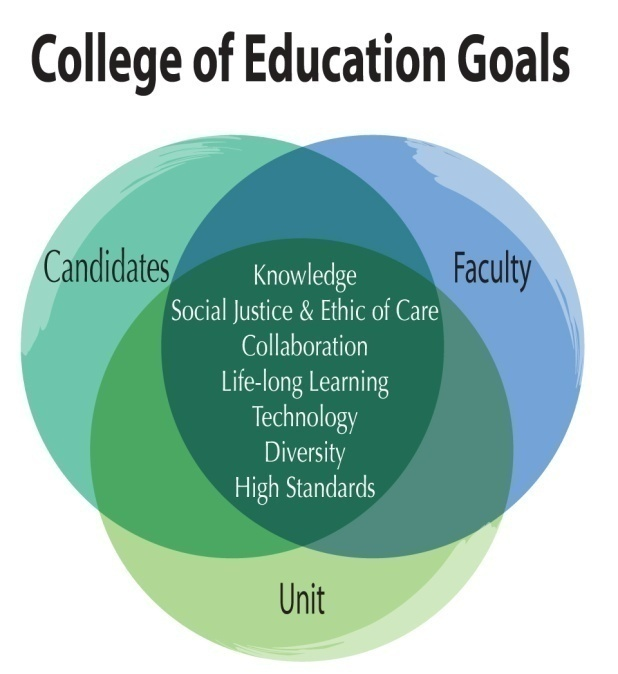 College of Education Goals
Candidates
Faculty
Knowledge
Social Justice & Ethic of Care
Collaboration
Life-long Learning
Technology
Diversity
High Standards
Unit